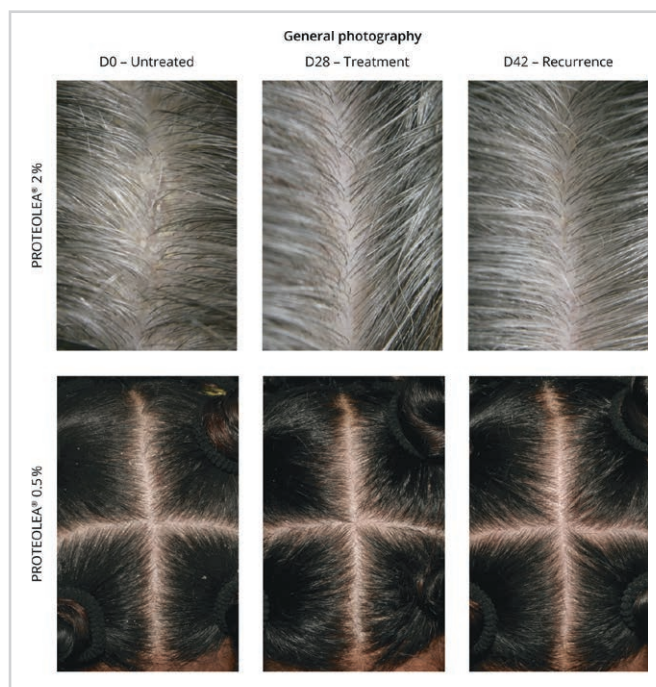 General photography
D0 – Untreated
D28 – Treatment
D42 – Recurrence
PROTEOLEA® 2%
PROTEOLEA® 0.5%